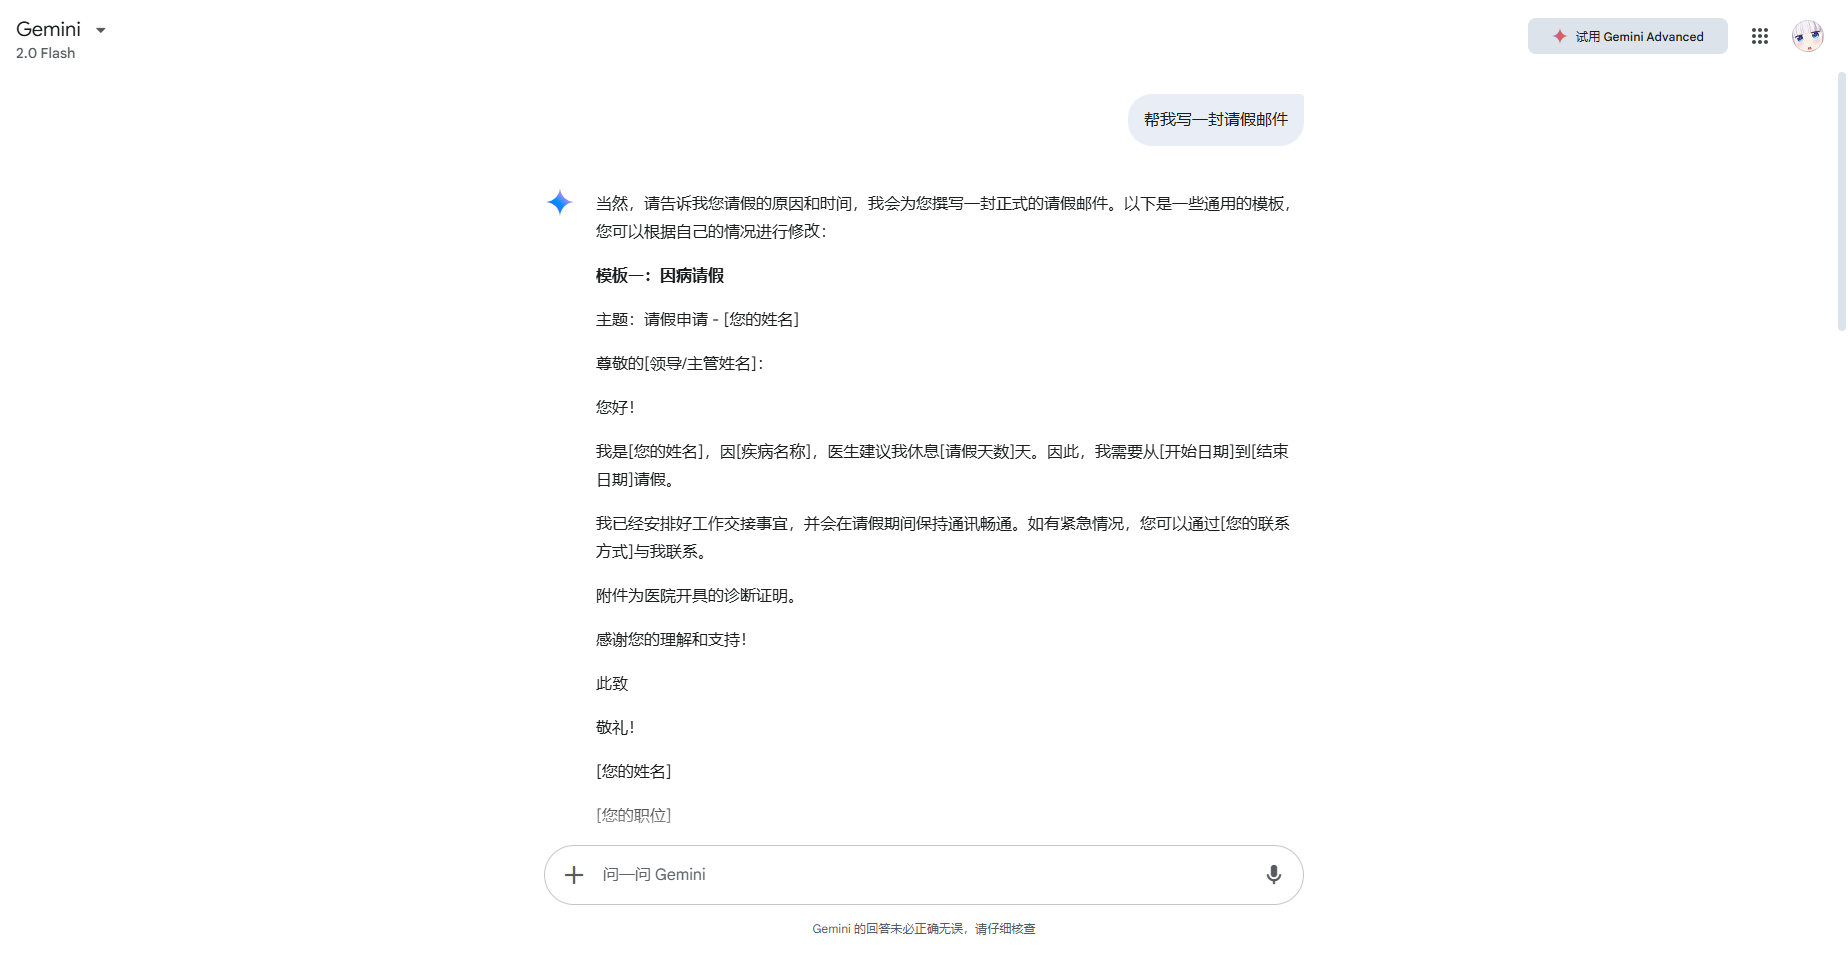 Gemini
2.0 Flash
试用 Gemini Advanced
帮我写一封请假邮件
当然，请告诉我您请假的原因和时间，我会为您撰写一封正式的请假邮件。以下是一些通用的模板，
您可以根据自己的情况进行修改：
模板一：因病请假
主题：请假申请 - [您的姓名]
尊敬的[领导/主管姓名]：
您好！
我是[您的姓名]，因[疾病名称]，医生建议我休息[请假天数]天。因此，我需要从[开始日期]到[结束
日期]请假。
我已经安排好工作交接事宜，并会在请假期间保持通讯畅通。如有紧急情况，您可以通过[您的联系
方式]与我联系。
附件为医院开具的诊断证明。
感谢您的理解和支持！
此致
敬礼！
[您的姓名]
[您的职位]
问一问 Gemini
Gemini 的回答未必正确无误，请仔细核查